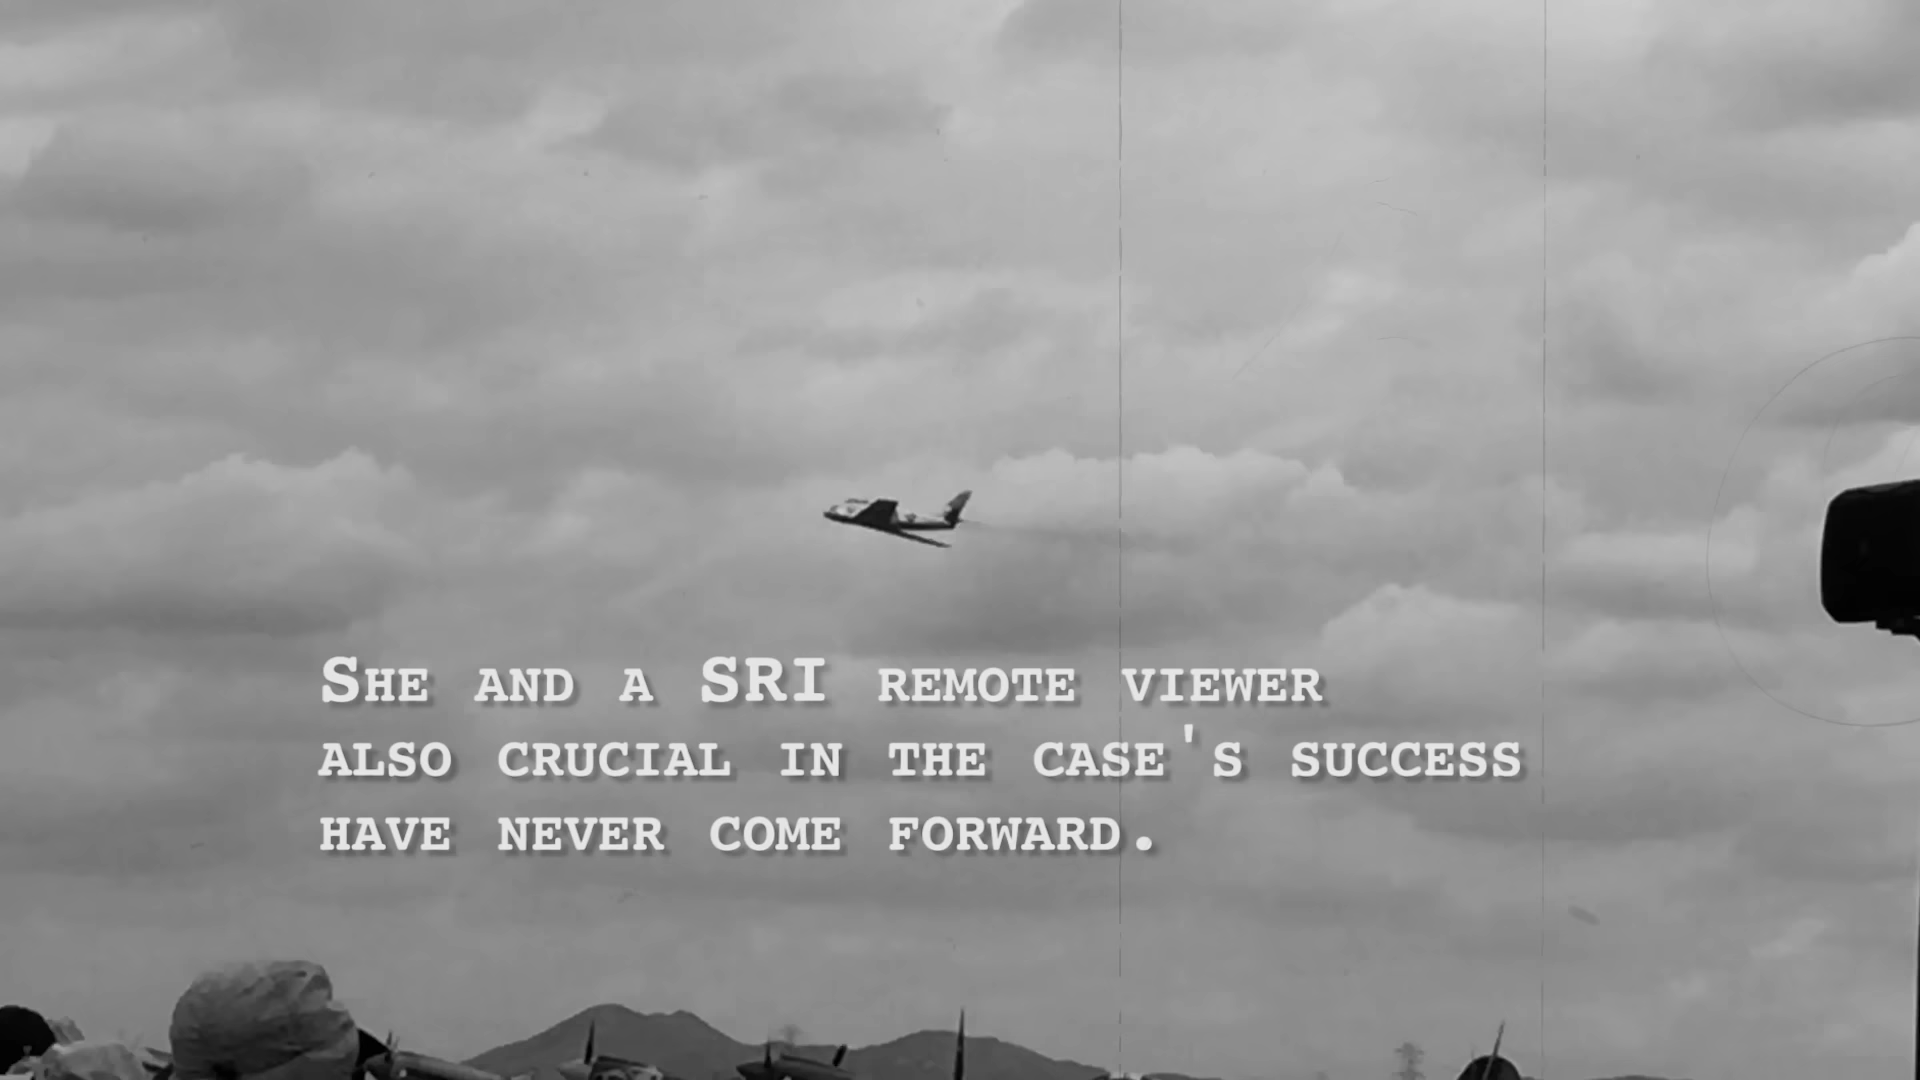 She and a SRI remote viewer
also crucial in the case's success
have never come forward.